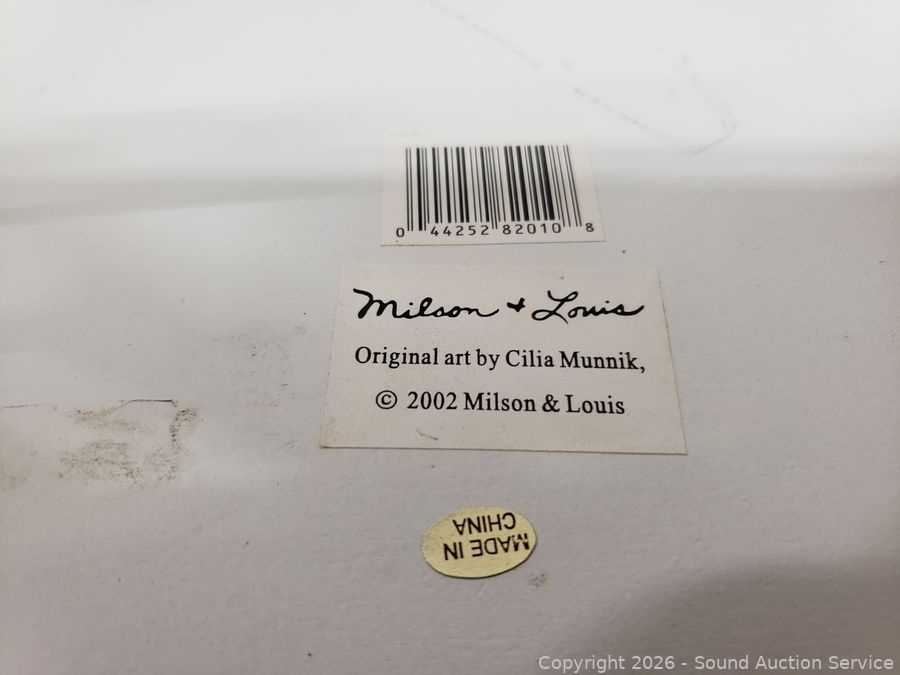 0 44252 82010 8
Milson + Louis
Original art by Cilia Munnik,
© 2002 Milson & Louis
MADE IN
CHINA
Copyright 2026 - Sound Auction Service